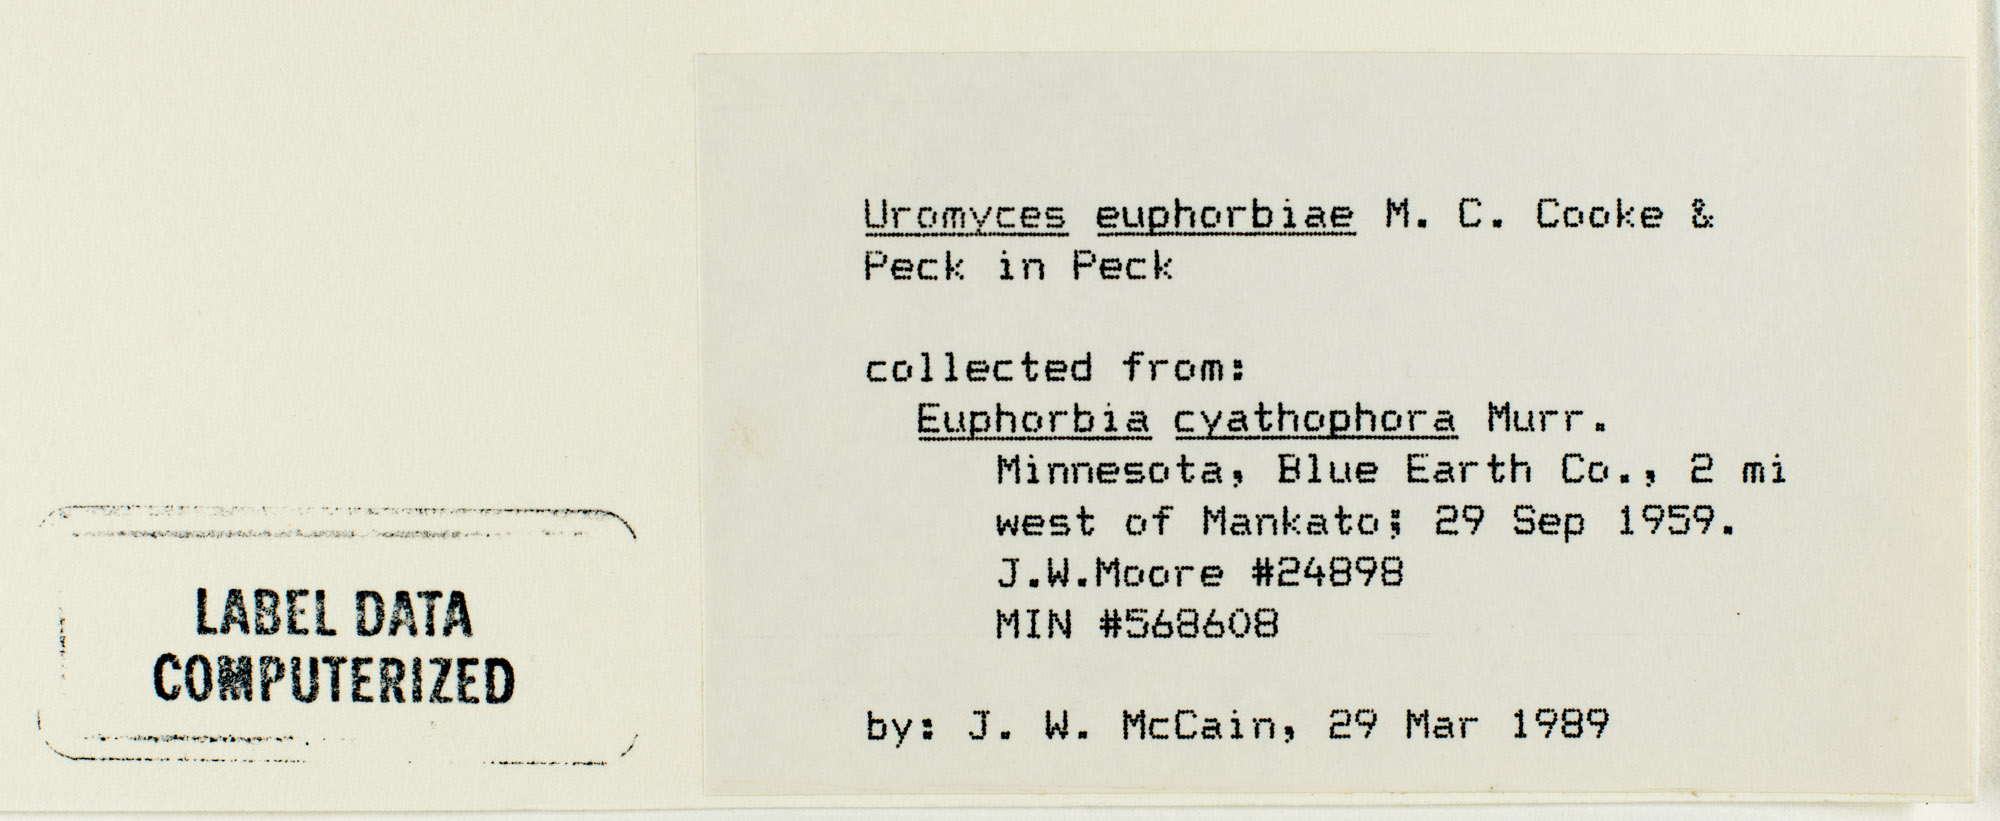 Uromyces euphorbiae M. C. Cooke &
Peck in Peck
collected from:
Euphorbia cyathophora Murr.
Minnesota, Blue Earth Co., 2 mi
west of Mankato; 29 Sep 1959.
J.W.Moore #24898
MIN #568608
by: J. W. McCain, 29 Mar 1989
LABEL DATA
COMPUTERIZED